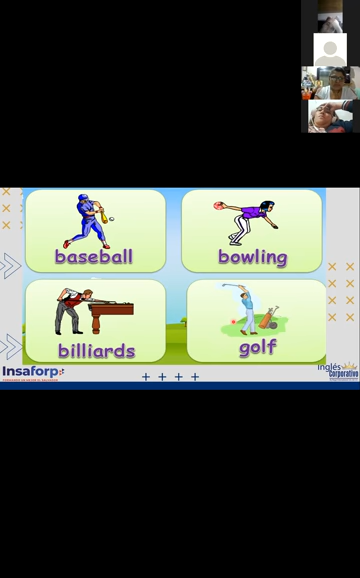 baseball
bowling
billiards
golf
Insaforp
inglés
corporativo